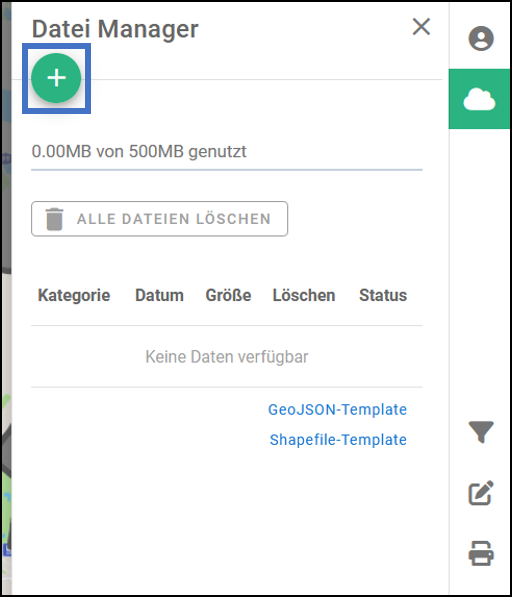 Datei Manager
0.00MB von 500MB genutzt
ALLE DATEIEN LÖSCHEN
Kategorie Datum Größe Löschen Status
Keine Daten verfügbar
GeoJSON-Template
Shapefile-Template